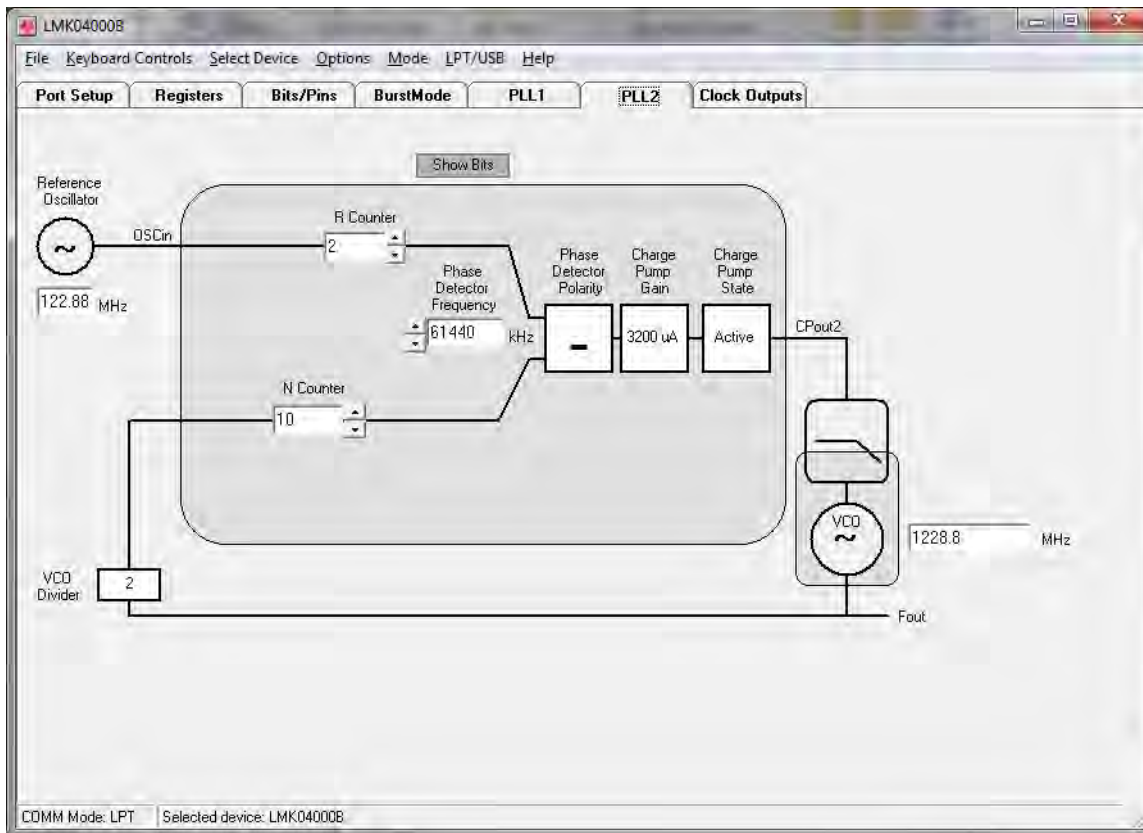 LMK04000B
File Keyboard Controls Select Device Options Mode LPT/USB Help
Port Setup Registers Bits/Pins BurstMode PLL1 PLL2 Clock Outputs
Show Bits
Reference
Oscillator
OSCin
122.88 MHz
R Counter
2
Phase
Detector
Frequency
61440 kHz
Phase
Detector
Polarity
-
Charge
Pump
Gain
3200 uA
Charge
Pump
State
Active
CPout2
N Counter
10
VCO
1228.8 MHz
VCO
Divider
2
Fout
COMM Mode: LPT Selected device: LMK04000B